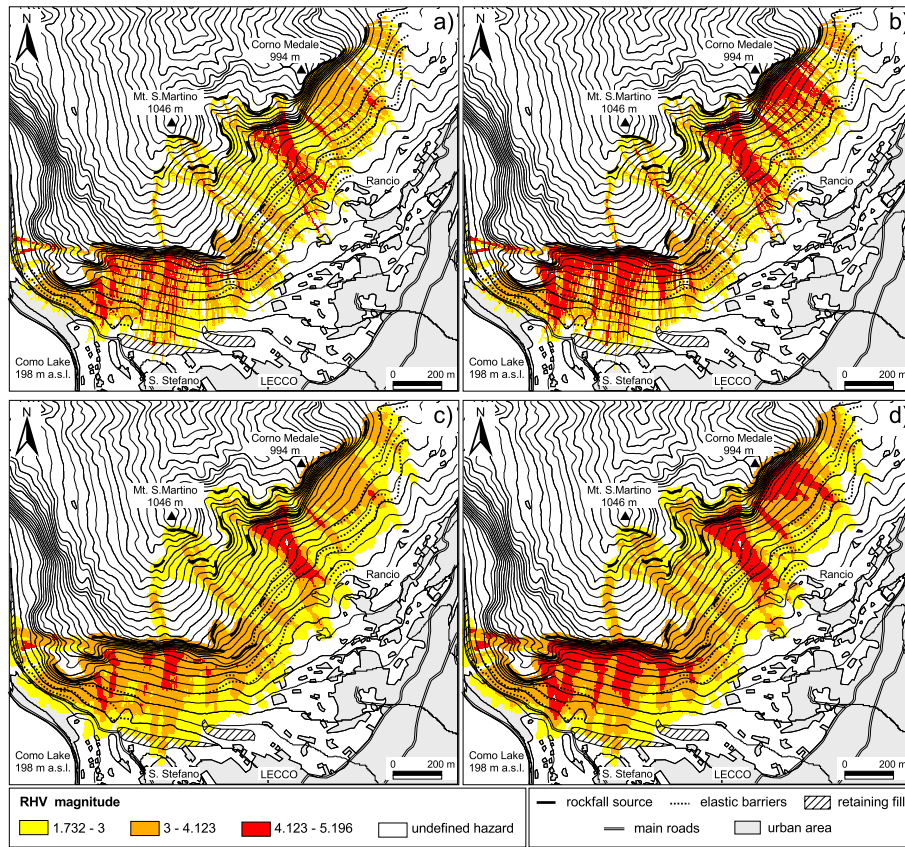 N
a)
Corno Medale
994 m
Mt. S.Martino
1046 m
Rancio
Como Lake
198 m a.s.l.
S. Stefano
LECCO
0 200 m
N
b)
Corno Medale
994 m
Mt. S.Martino
1046 m
Rancio
Como Lake
198 m a.s.l.
S. Stefano
LECCO
0 200 m
N
c)
Corno Medale
994 m
Mt. S.Martino
1046 m
Rancio
Como Lake
198 m a.s.l.
S. Stefano
LECCO
0 200 m
N
d)
Corno Medale
994 m
Mt. S.Martino
1046 m
Rancio
Como Lake
198 m a.s.l.
S. Stefano
LECCO
0 200 m
RHV magnitude
1.732 - 3 3 - 4.123 4.123 - 5.196 undefined hazard
rockfall source elastic barriers retaining fill
main roads urban area